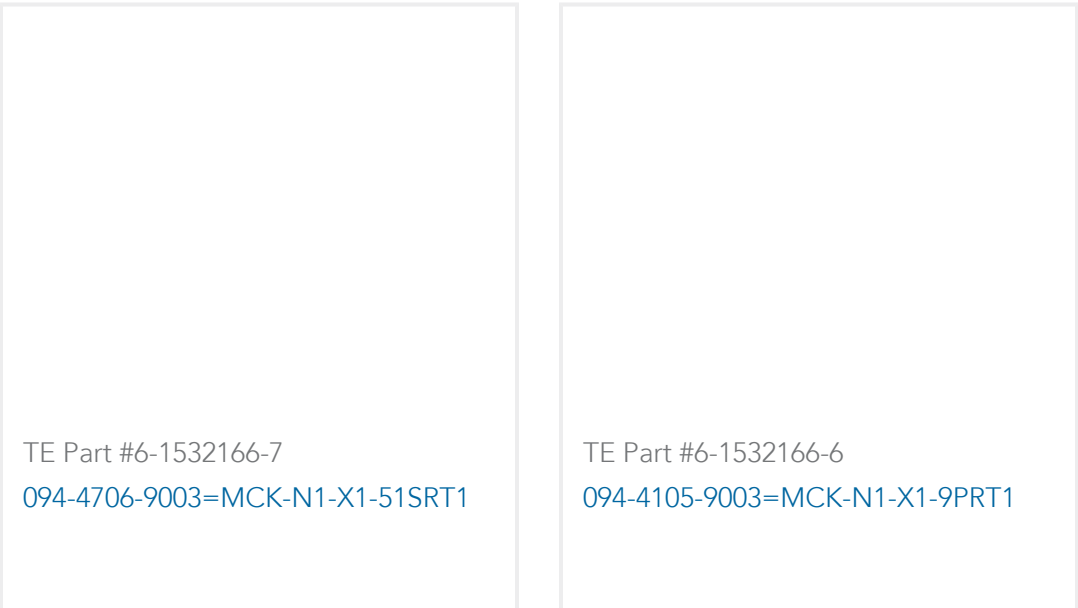 TE Part #6-1532166-7
094-4706-9003=MCK-N1-X1-51SRT1
TE Part #6-1532166-6
094-4105-9003=MCK-N1-X1-9PRT1